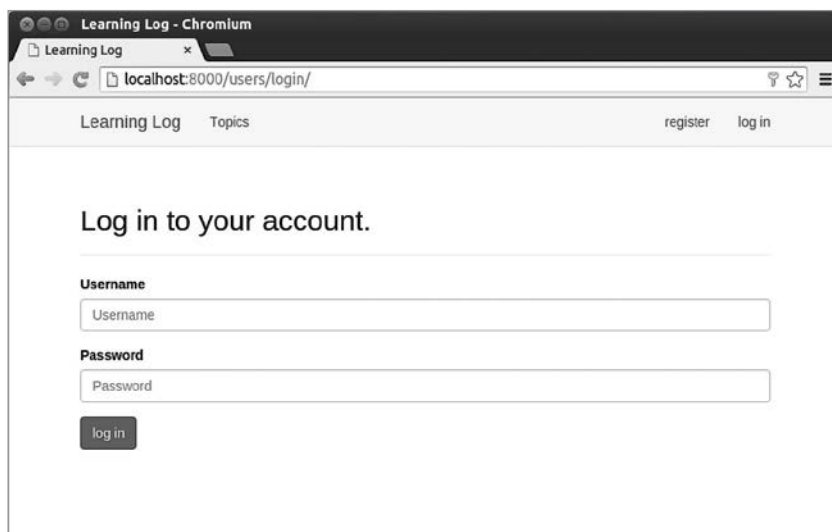 Learning Log - Chromium
Learning Log
localhost:8000/users/login/
Learning Log Topics register log in
Log in to your account.
Username
Username
Password
Password
log in